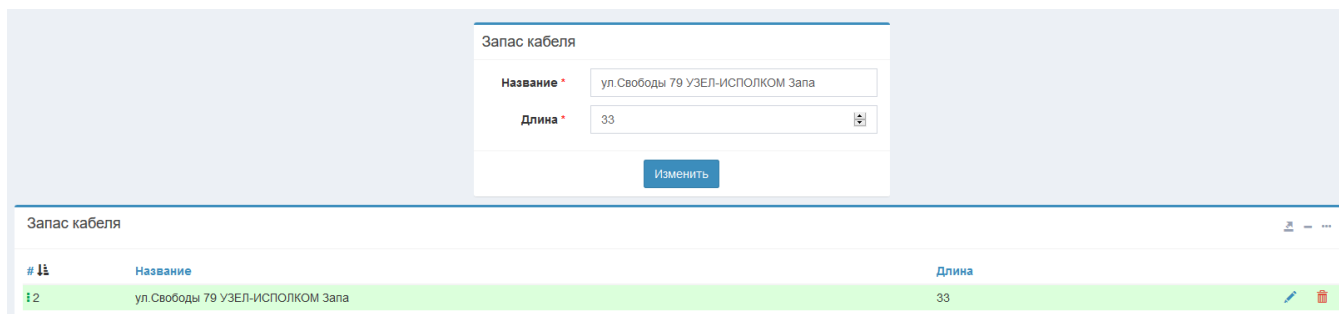 Запас кабеля
Название * ул.Свободы 79 УЗЕЛ-ИСПОЛКОМ Запа
Длина * 33
Изменить
Запас кабеля
# Название Длина
2 ул.Свободы 79 УЗЕЛ-ИСПОЛКОМ Запа 33